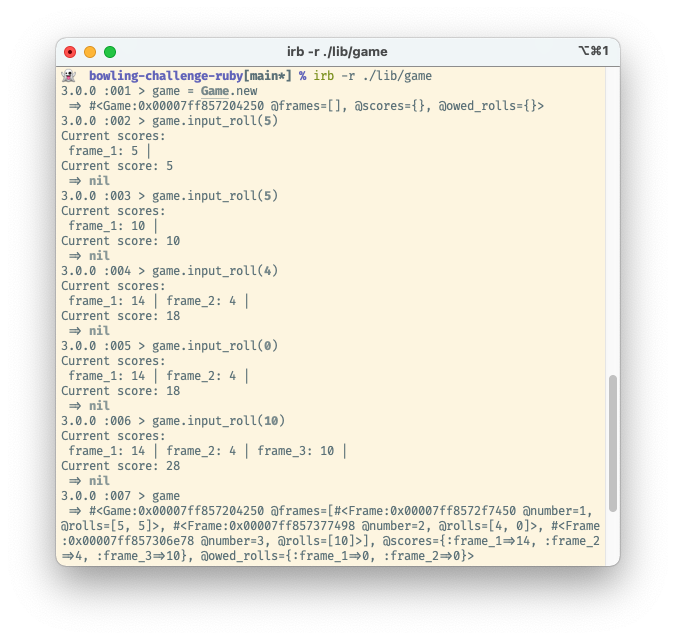 irb -r ./lib/game
⌥⌘1
bowling-challenge-ruby[main*] % irb -r ./lib/game
3.0.0 :001 > game = Game.new
 => #<Game:0x00007ff857204250 @frames=[], @scores={}, @owed_rolls={}>
3.0.0 :002 > game.input_roll(5)
Current scores:
 frame_1: 5 |
Current score: 5
 => nil
3.0.0 :003 > game.input_roll(5)
Current scores:
 frame_1: 10 |
Current score: 10
 => nil
3.0.0 :004 > game.input_roll(4)
Current scores:
 frame_1: 14 | frame_2: 4 |
Current score: 18
 => nil
3.0.0 :005 > game.input_roll(0)
Current scores:
 frame_1: 14 | frame_2: 4 |
Current score: 18
 => nil
3.0.0 :006 > game.input_roll(10)
Current scores:
 frame_1: 14 | frame_2: 4 | frame_3: 10 |
Current score: 28
 => nil
3.0.0 :007 > game
 => #<Game:0x00007ff857204250 @frames=[#<Frame:0x00007ff8572f7450 @number=1,
@rolls=[5, 5]>, #<Frame:0x00007ff857377498 @number=2, @rolls=[4, 0]>, #<Frame
:0x00007ff857306e78 @number=3, @rolls=[10]>], @scores={:frame_1=>14, :frame_2
=>4, :frame_3=>10}, @owed_rolls={:frame_1=>0, :frame_2=>0}>